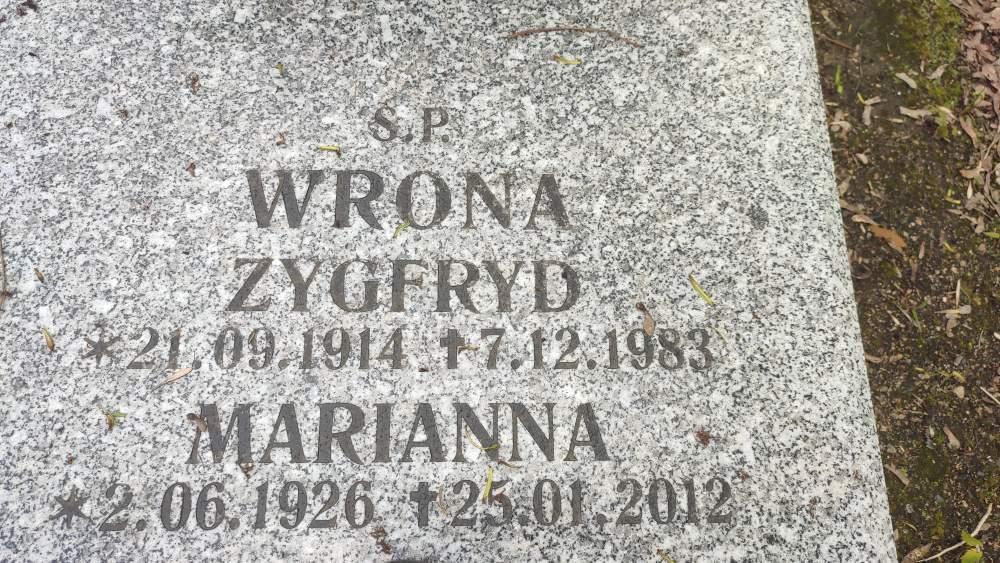 S.P.
WRONA
ZYGFRYD
*21.09.1914 ✝7.12.1983
MARIANNA
*2.06.1926 ✝25.01.2012